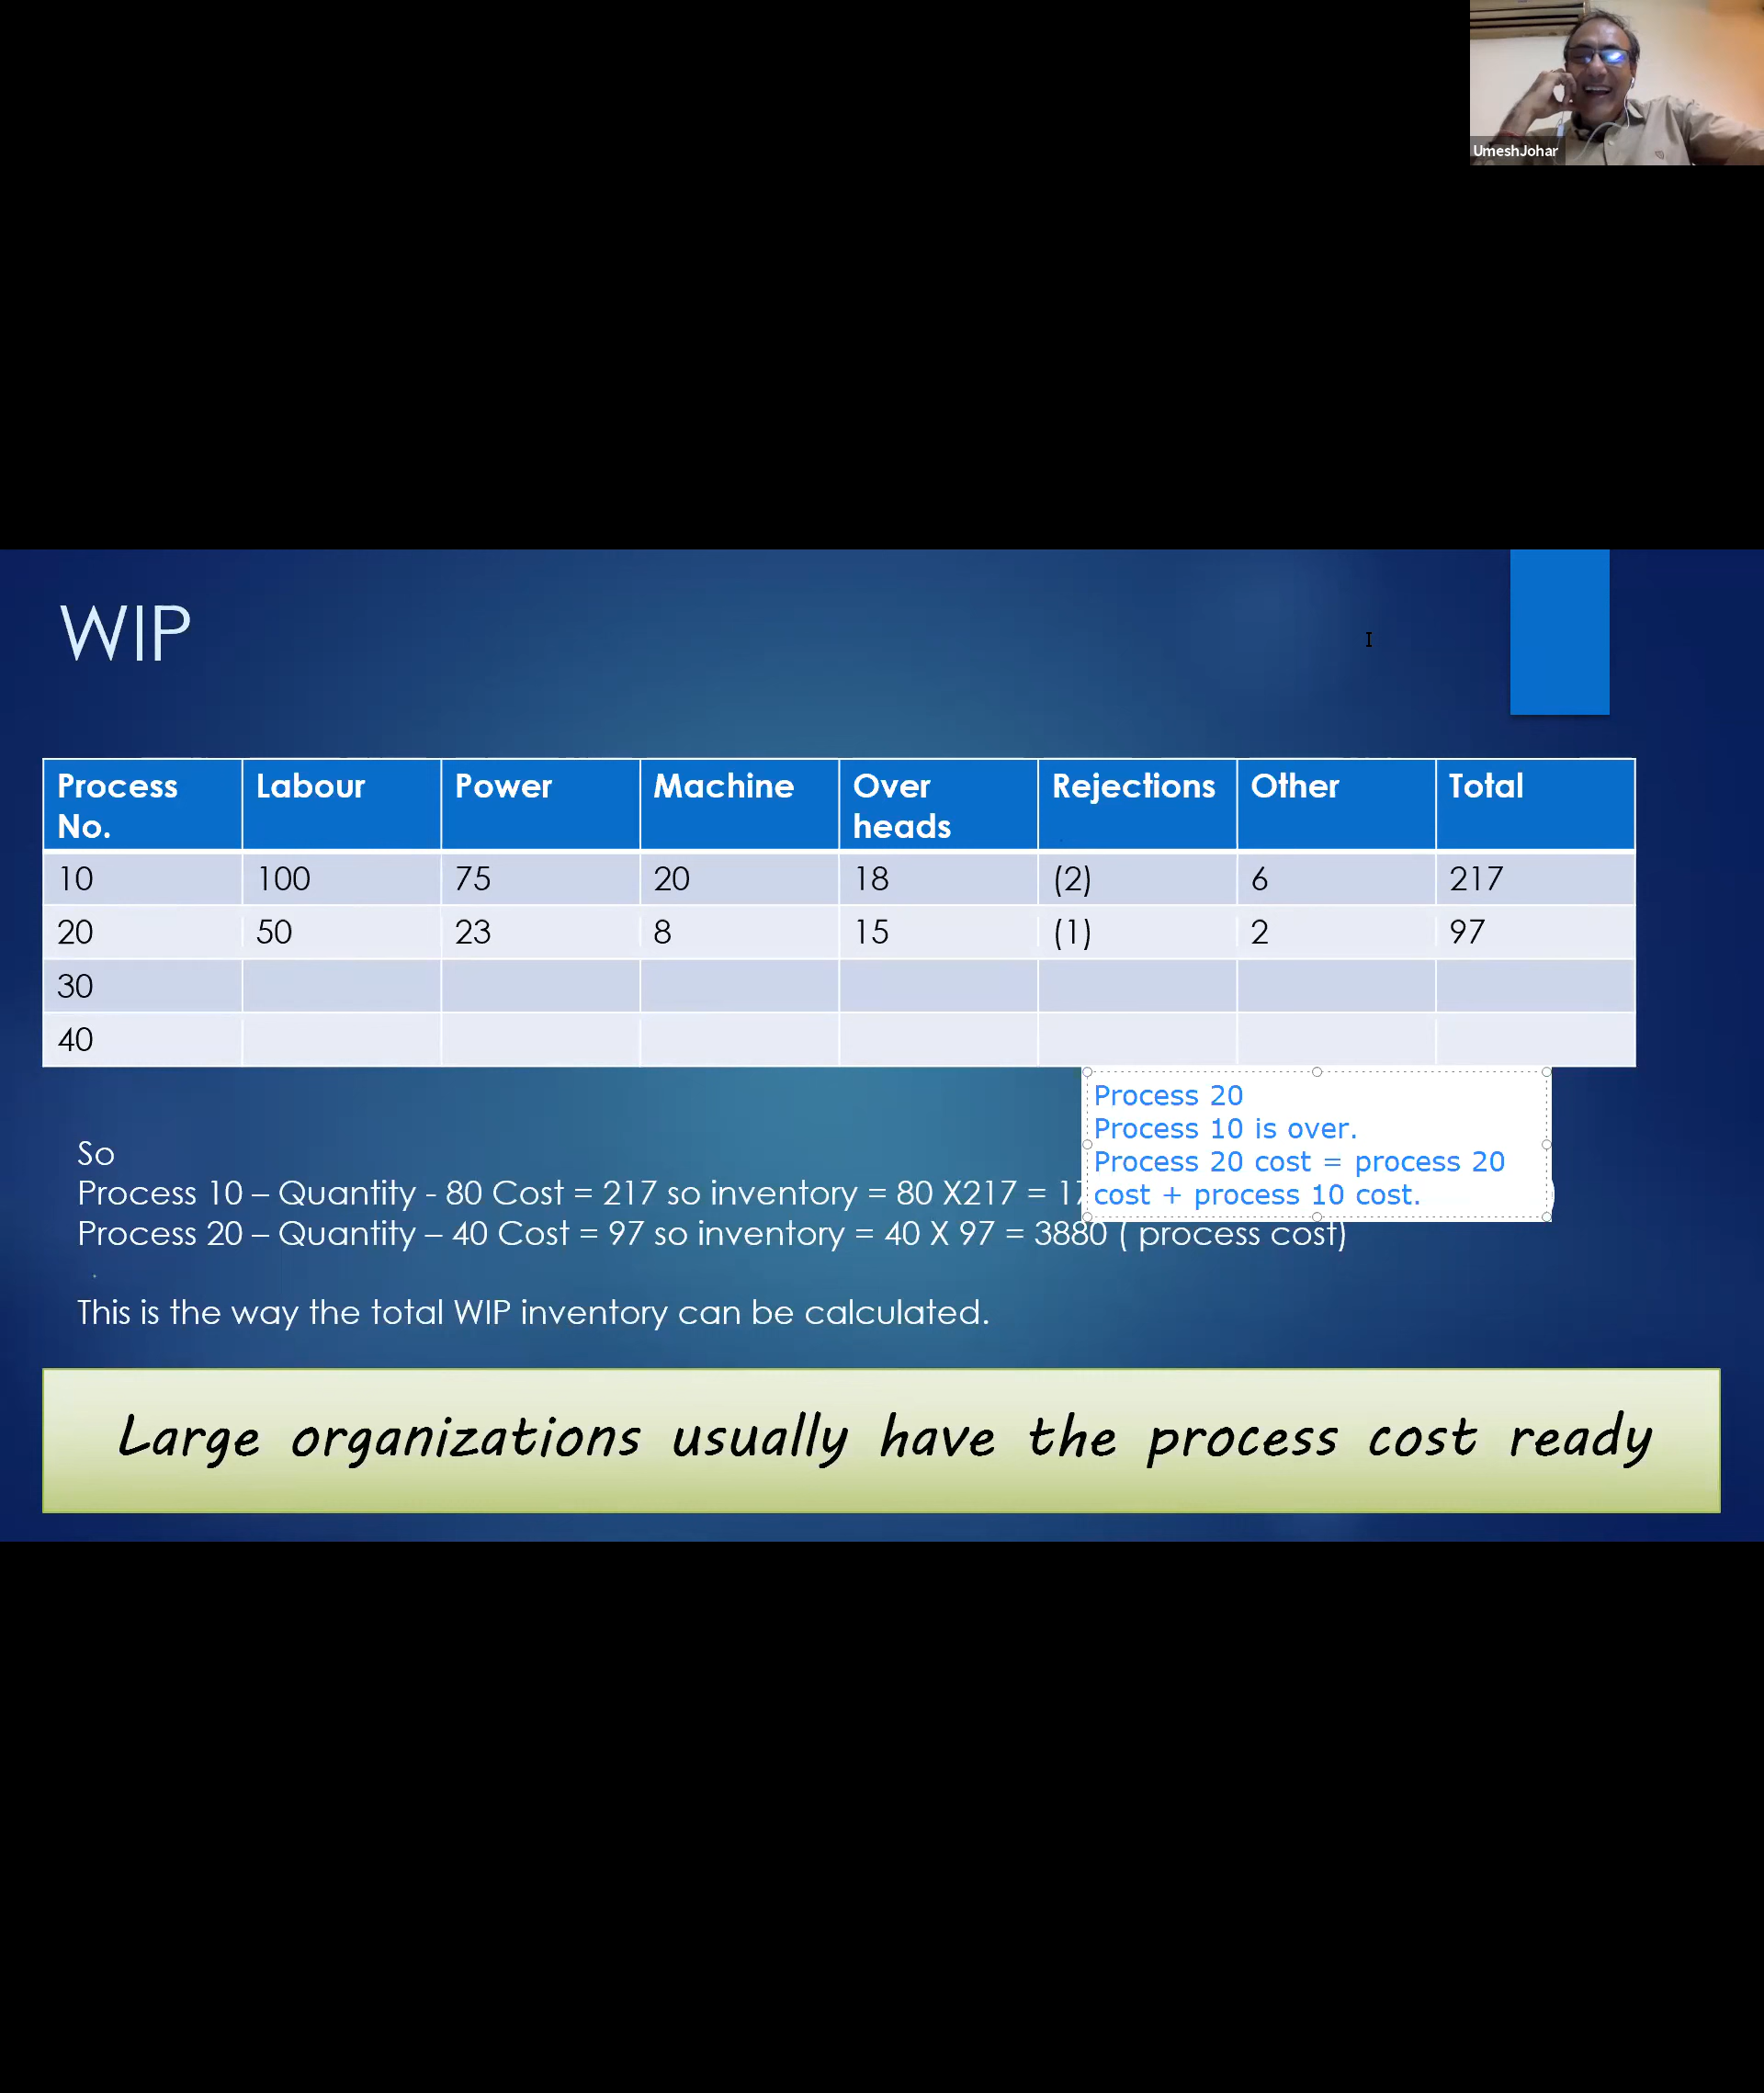 UmeshJohar
WIP
Process No. Labour Power Machine Over heads Rejections Other Total
10 100 75 20 18 (2) 6 217
20 50 23 8 15 (1) 2 97
30
40
Process 20
Process 10 is over.
Process 20 cost = process 20
cost + process 10 cost.
So
Process 10 – Quantity - 80 Cost = 217 so inventory = 80 X217 =
Process 20 – Quantity – 40 Cost = 97 so inventory = 40 X 97 = 3880 ( process cost)
This is the way the total WIP inventory can be calculated.
Large organizations usually have the process cost ready